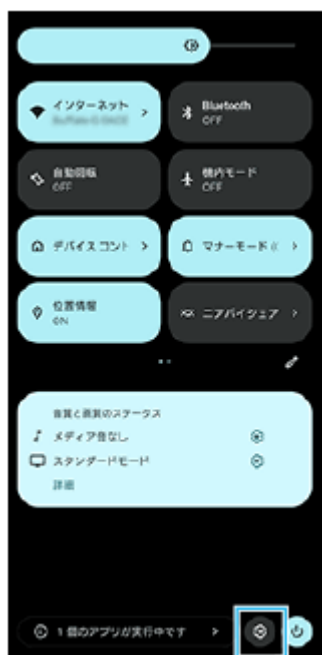 インターネット
Bluetooth
OFF
自動回転
OFF
機内モード
OFF
デバイス コント
マナーモード (
位置情報
ON
ニアバイシェア
音質と画質のステータス
メディア音なし
スタンダードモード
詳細
1 個のアプリが実行中です